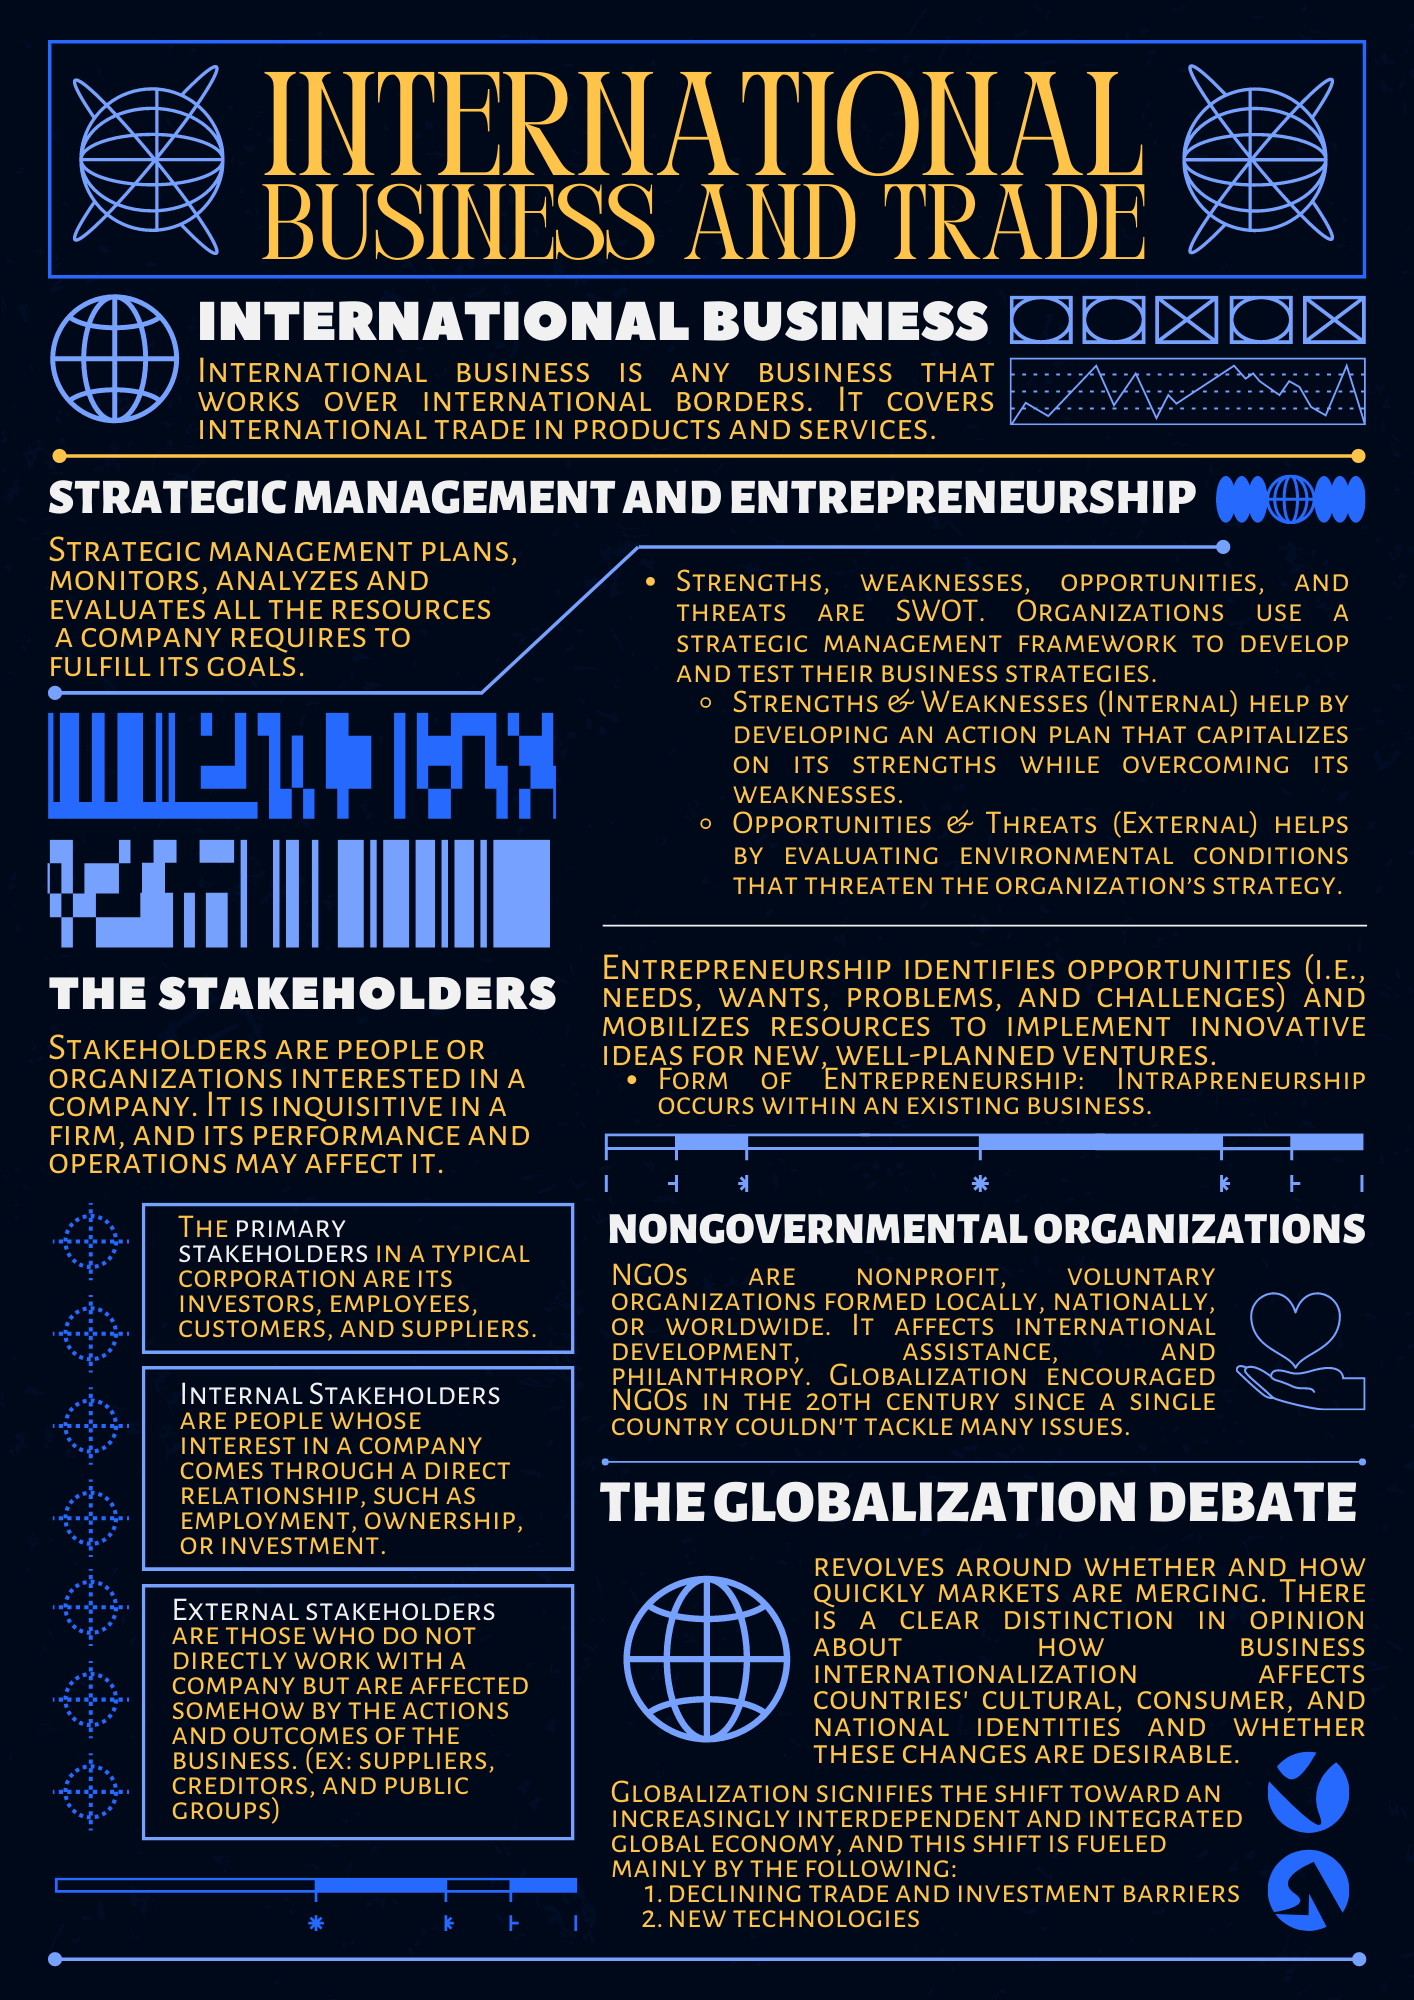 INTERNATIONAL
BUSINESS AND TRADE
INTERNATIONAL BUSINESS
International business is any business that
works over international borders. It covers
international trade in products and services.
STRATEGIC MANAGEMENT AND ENTREPRENEURSHIP
Strategic management plans,
monitors, analyzes and
evaluates all the resources
a company requires to
fulfill its goals.
• Strengths, weaknesses, opportunities, and
threats are SWOT. Organizations use a
strategic management framework to develop
and test their business strategies.
◦ Strengths & Weaknesses (Internal) help by
developing an action plan that capitalizes
on its strengths while overcoming its
weaknesses.
◦ Opportunities & Threats (External) helps
by evaluating environmental conditions
that threaten the organization's strategy.
Entrepreneurship identifies opportunities (i.e.,
needs, wants, problems, and challenges) and
mobilizes resources to implement innovative
ideas for new, well-planned ventures.
• Form of Entrepreneurship: Intrapreneurship
occurs within an existing business.
THE STAKEHOLDERS
Stakeholders are people or
organizations interested in a
company. It is inquisitive in a
firm, and its performance and
operations may affect it.
The primary
stakeholders in a typical
corporation are its
investors, employees,
customers, and suppliers.
Internal Stakeholders
are people whose
interest in a company
comes through a direct
relationship, such as
employment, ownership,
or investment.
External stakeholders
are those who do not
directly work with a
company but are affected
somehow by the actions
and outcomes of the
business. (ex: suppliers,
creditors, and public
groups)
NONGOVERNMENTAL ORGANIZATIONS
NGOs are nonprofit, voluntary
organizations formed locally, nationally,
or worldwide. It affects international
development, assistance, and
philanthropy. Globalization encouraged
NGOs in the 20th century since a single
country couldn't tackle many issues.
THE GLOBALIZATION DEBATE
revolves around whether and how
quickly markets are merging. There
is a clear distinction in opinion
about how business
internationalization affects
countries' cultural, consumer, and
national identities and whether
these changes are desirable.
Globalization signifies the shift toward an
increasingly interdependent and integrated
global economy, and this shift is fueled
mainly by the following:
1. declining trade and investment barriers
2. new technologies